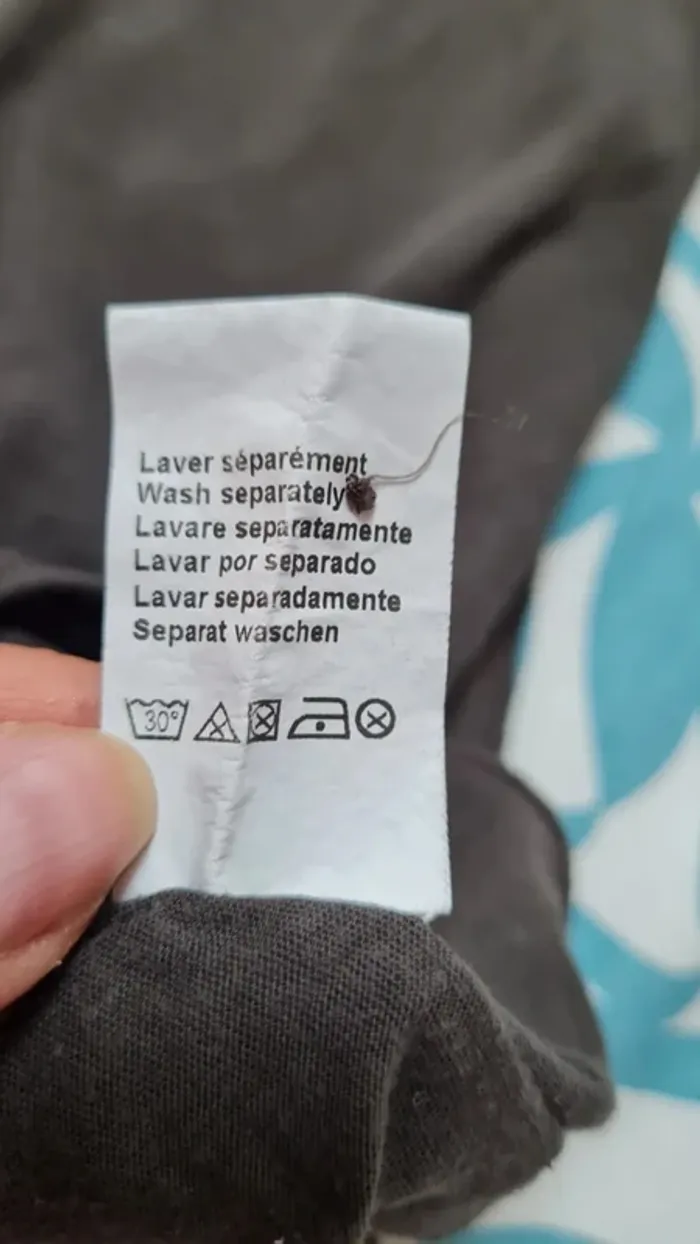 Laver séparément
Wash separately
Lavare separatamente
Lavar por separado
Lavar separadamente
Separat waschen
30°